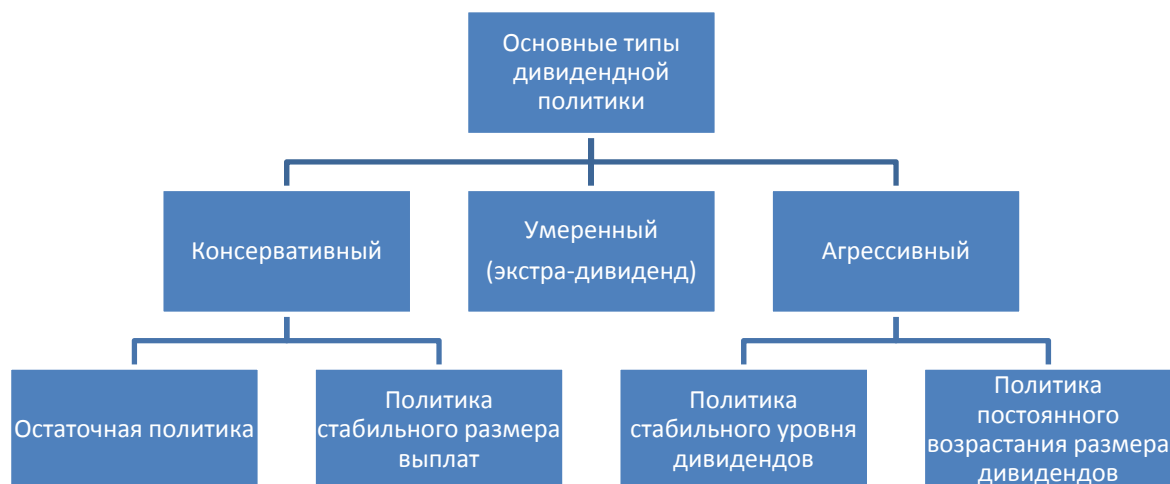 Основные типы
дивидендной
политики
Консервативный
Умеренный
(экстра-дивиденд)
Агрессивный
Остаточная политика
Политика
стабильного размера
выплат
Политика
стабильного уровня
дивидендов
Политика
постоянного
возрастания размера
дивидендов